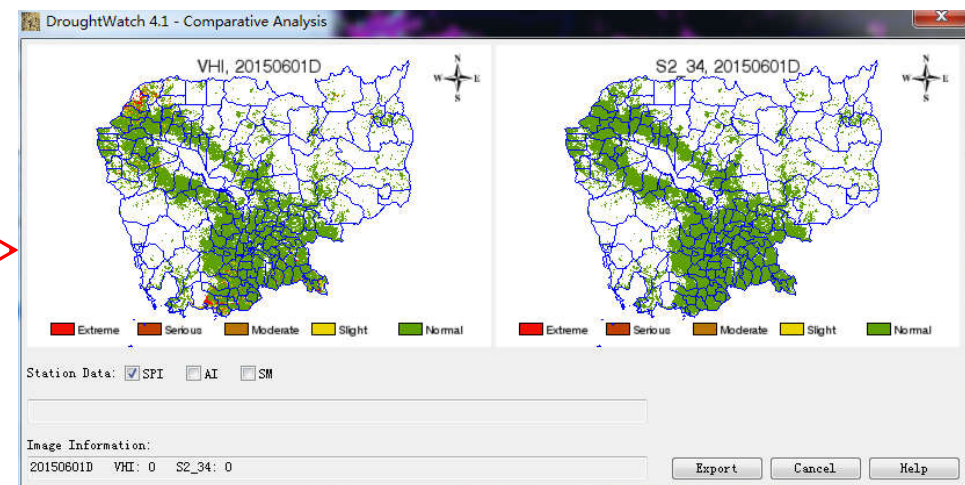 DroughtWatch 4.1 - Comparative Analysis
VHI, 20150601D
N
W E
S
Extreme Serious Moderate Slight Normal
S2_34, 20150601D
N
W E
S
Extreme Serious Moderate Slight Normal
Station Data: SPI AI SM
Image Information:
20150601D VHI: 0 S2_34: 0
Export Cancel Help